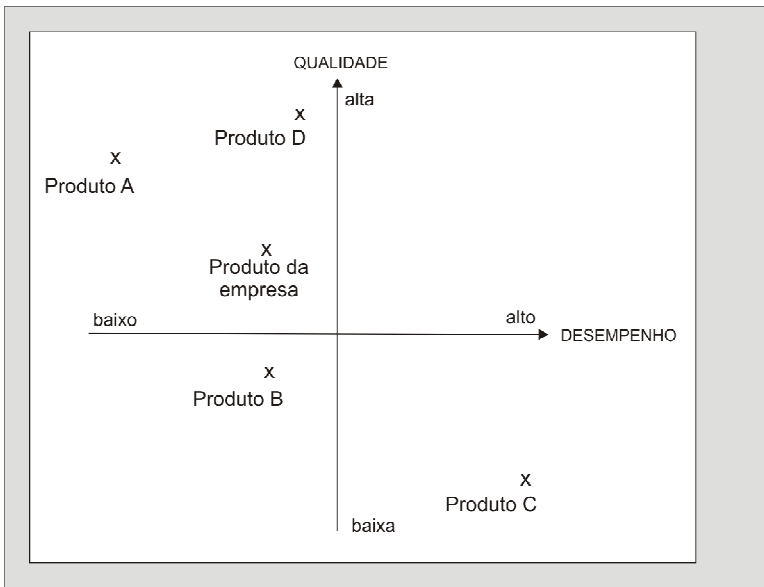 QUALIDADE
alta
x
Produto D
x
Produto A
x
Produto da
empresa
baixo
alto
DESEMPENHO
x
Produto B
x
Produto C
baixa